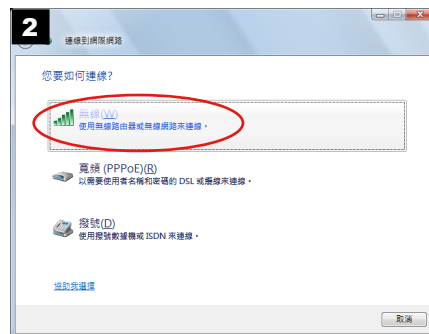 2
連線到網際網路
您要如何連線?
無線(W)
使用無線路由器或無線網路來連線。
寬頻 (PPPoE)(R)
以需要使用者名稱和密碼的 DSL 或纜線來連線。
撥號(D)
使用撥號數據機或 ISDN 來連線。
協助我選擇
取消